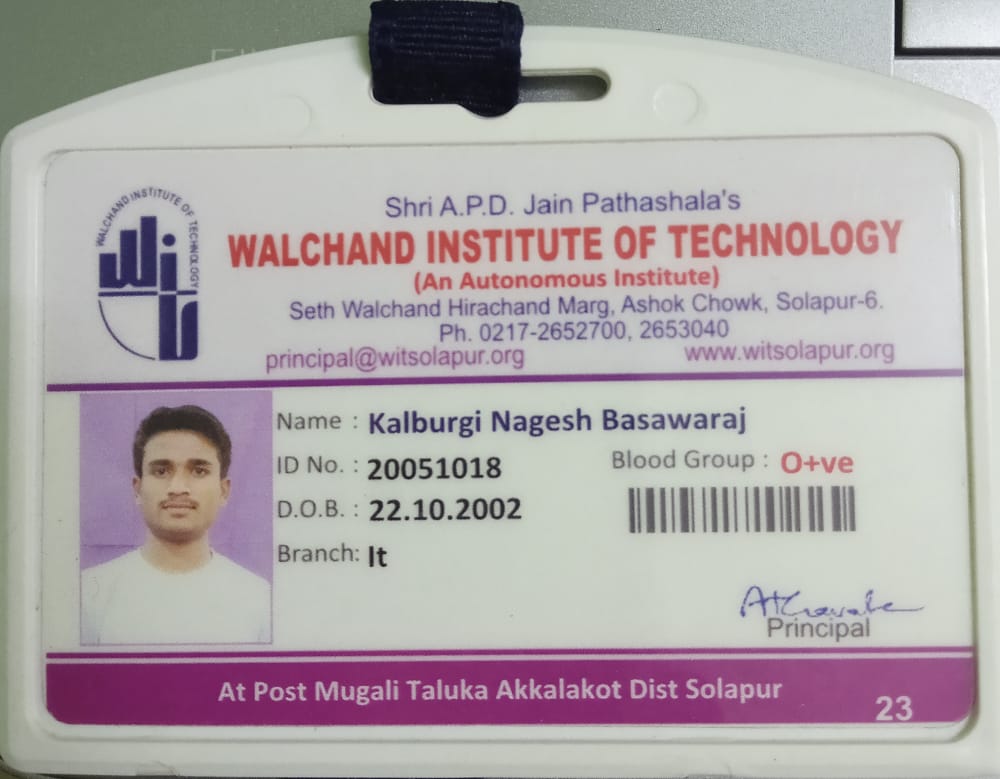 WALCHAND INSTITUTE OF TECHNOLOGY
wit
Shri A.P.D. Jain Pathashala's
WALCHAND INSTITUTE OF TECHNOLOGY
(An Autonomous Institute)
Seth Walchand Hirachand Marg, Ashok Chowk, Solapur-6.
Ph. 0217-2652700, 2653040
principal@witsolapur.org www.witsolapur.org
Name : Kalburgi Nagesh Basawaraj
ID No. : 20051018 Blood Group : O+ve
D.O.B. : 22.10.2002
Branch: It
Principal
At Post Mugali Taluka Akkalakot Dist Solapur
23